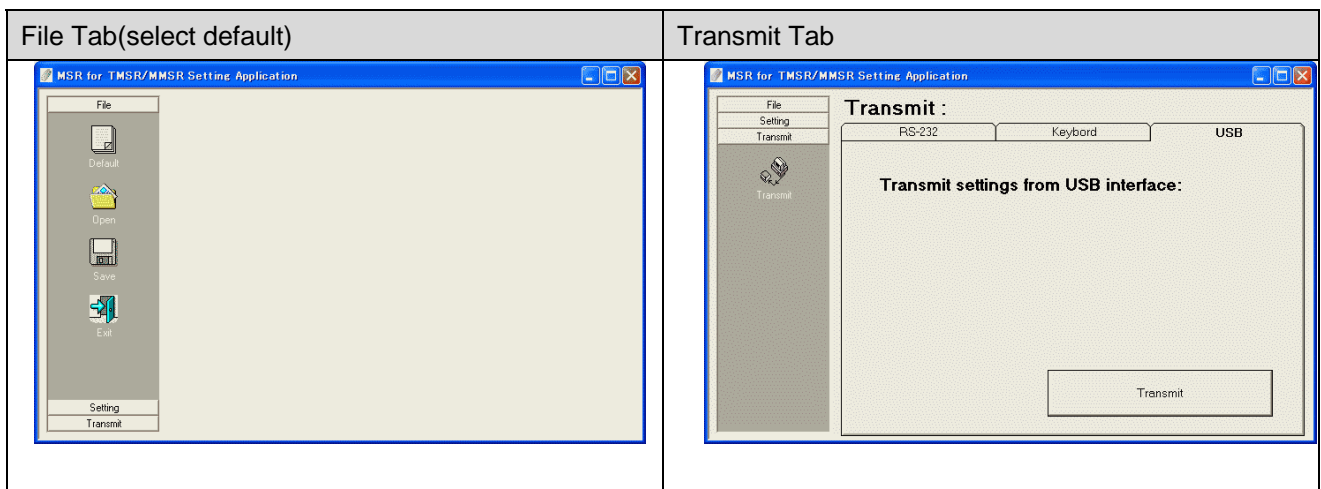 File Tab(select default)
Transmit Tab
MSR for TMSR/MMSR Setting Application
File
Default
Open
Save
Exit
Setting
Transmit
MSR for TMSR/MMSR Setting Application
File
Setting
Transmit
Transmit
Transmit :
RS-232
Keybord
USB
Transmit settings from USB interface:
Transmit